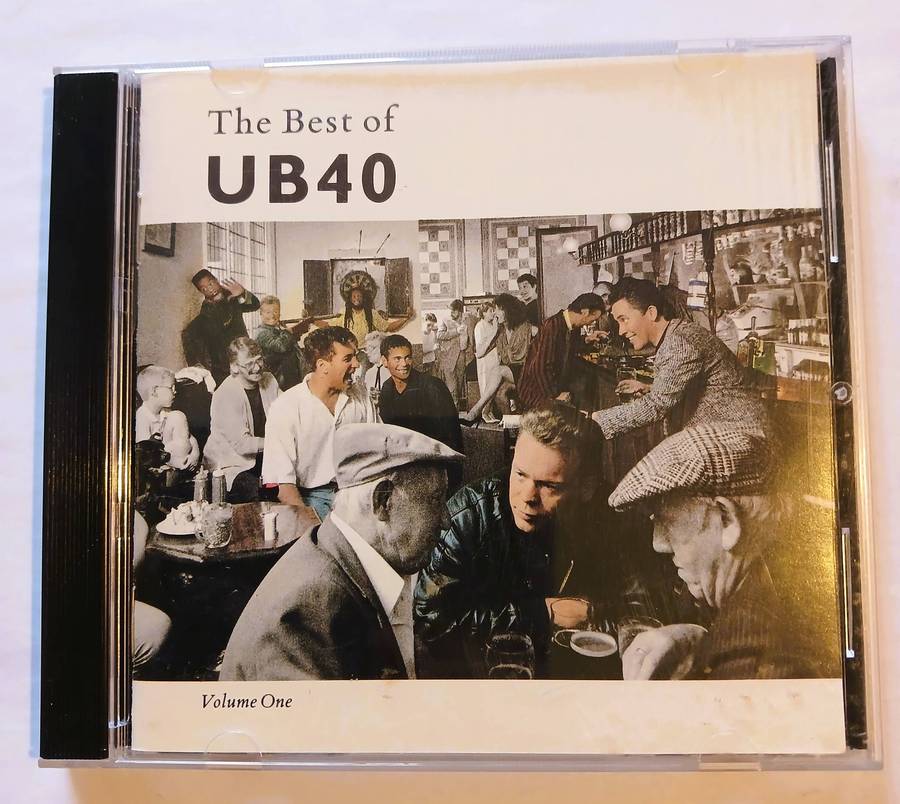 The Best of
UB40
Volume One